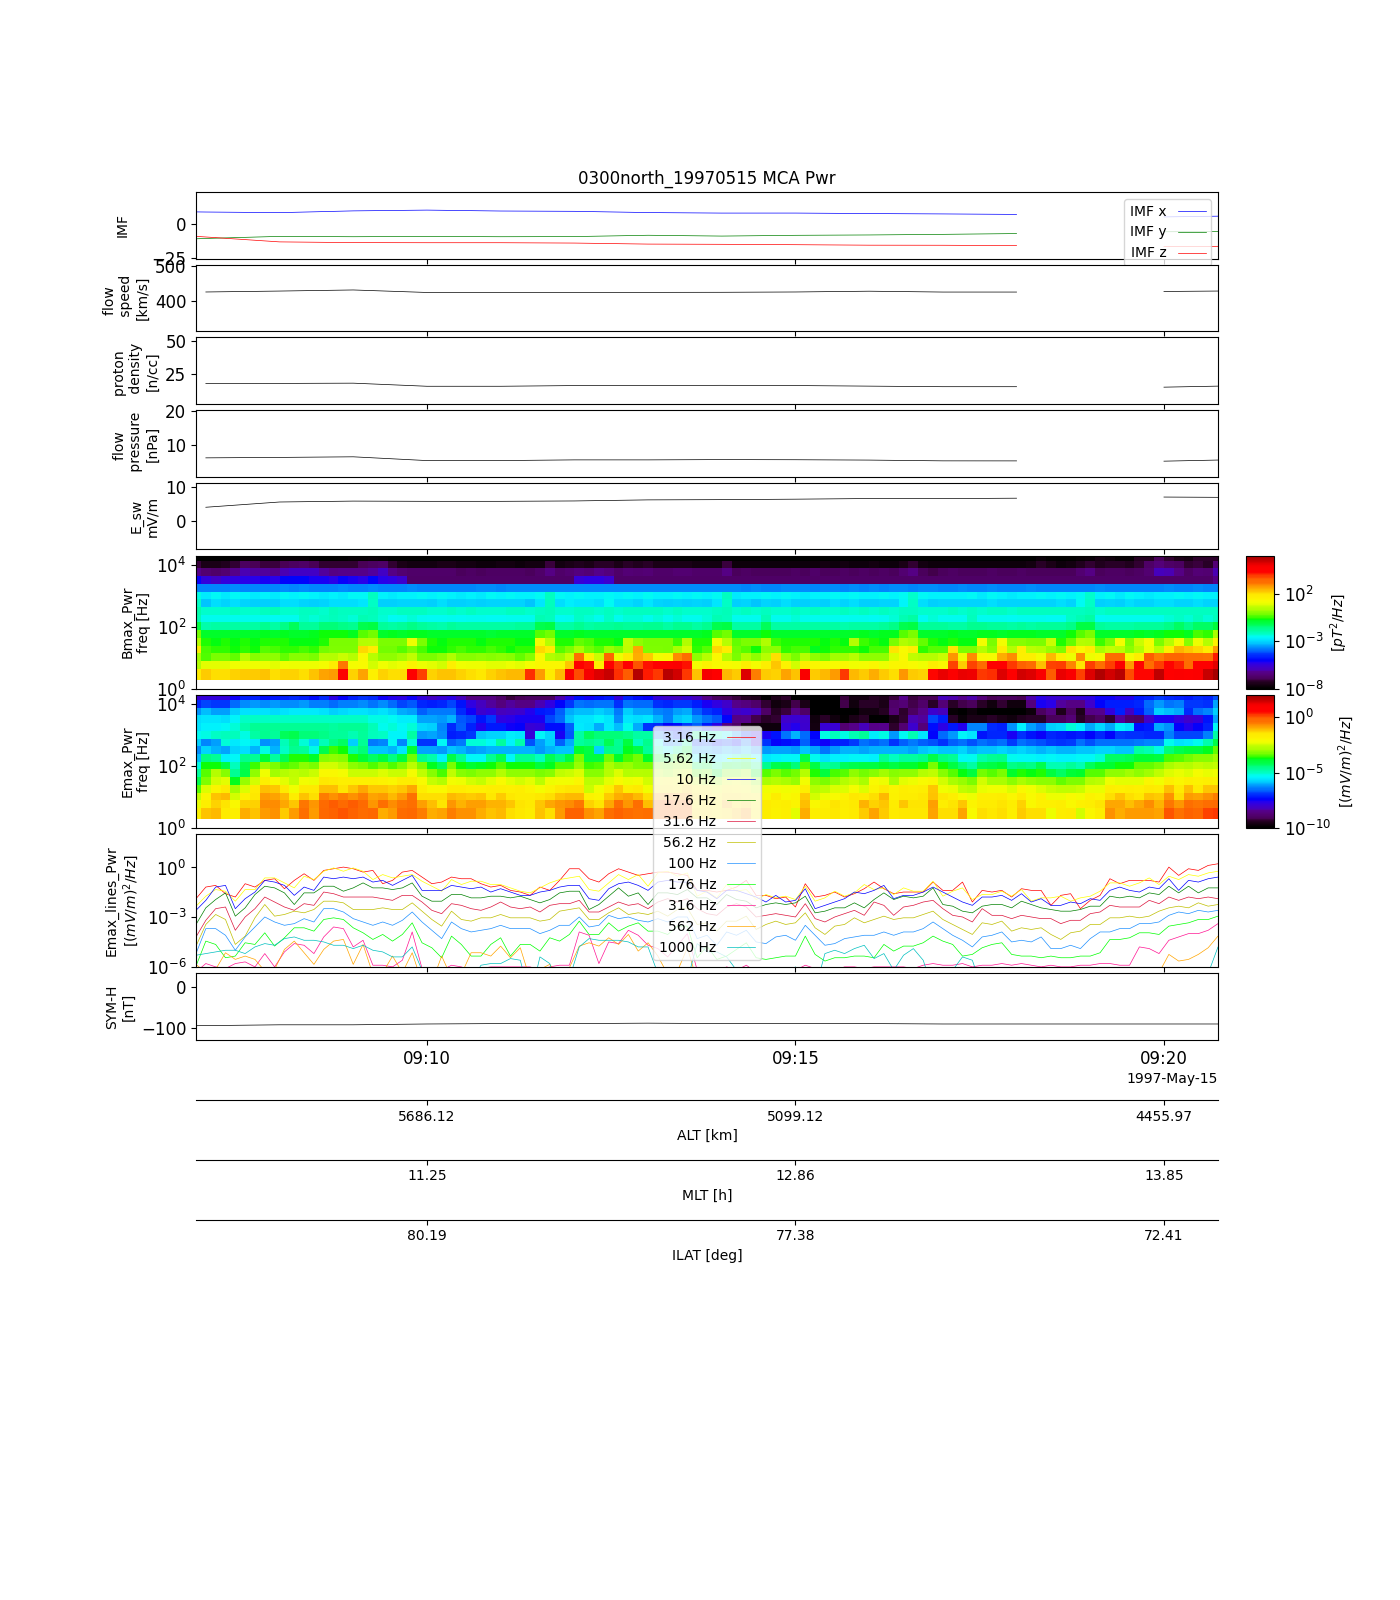 0300north_19970515 MCA Pwr
IMF
0
−25
IMF x
IMF y
IMF z
flow
speed
[km/s]
500
400
proton
density
[n/cc]
50
25
flow
pressure
[nPa]
20
10
E_sw
mV/m
10
0
Bmax_Pwr
freq [Hz]
10^4
10^2
10^0
10^2
10^−3
10^−8
[pT^2/Hz]
Emax_Pwr
freq [Hz]
10^4
10^2
10^0
10^0
10^−5
10^−10
[(mV/m)^2/Hz]
3.16 Hz
5.62 Hz
10 Hz
17.6 Hz
31.6 Hz
56.2 Hz
100 Hz
176 Hz
316 Hz
562 Hz
1000 Hz
Emax_lines_Pwr
[(mV/m)^2/Hz]
10^0
10^−3
10^−6
SYM-H
[nT]
0
−100
09:10 09:15 09:20
1997-May-15
5686.12 5099.12 4455.97
ALT [km]
11.25 12.86 13.85
MLT [h]
80.19 77.38 72.41
ILAT [deg]